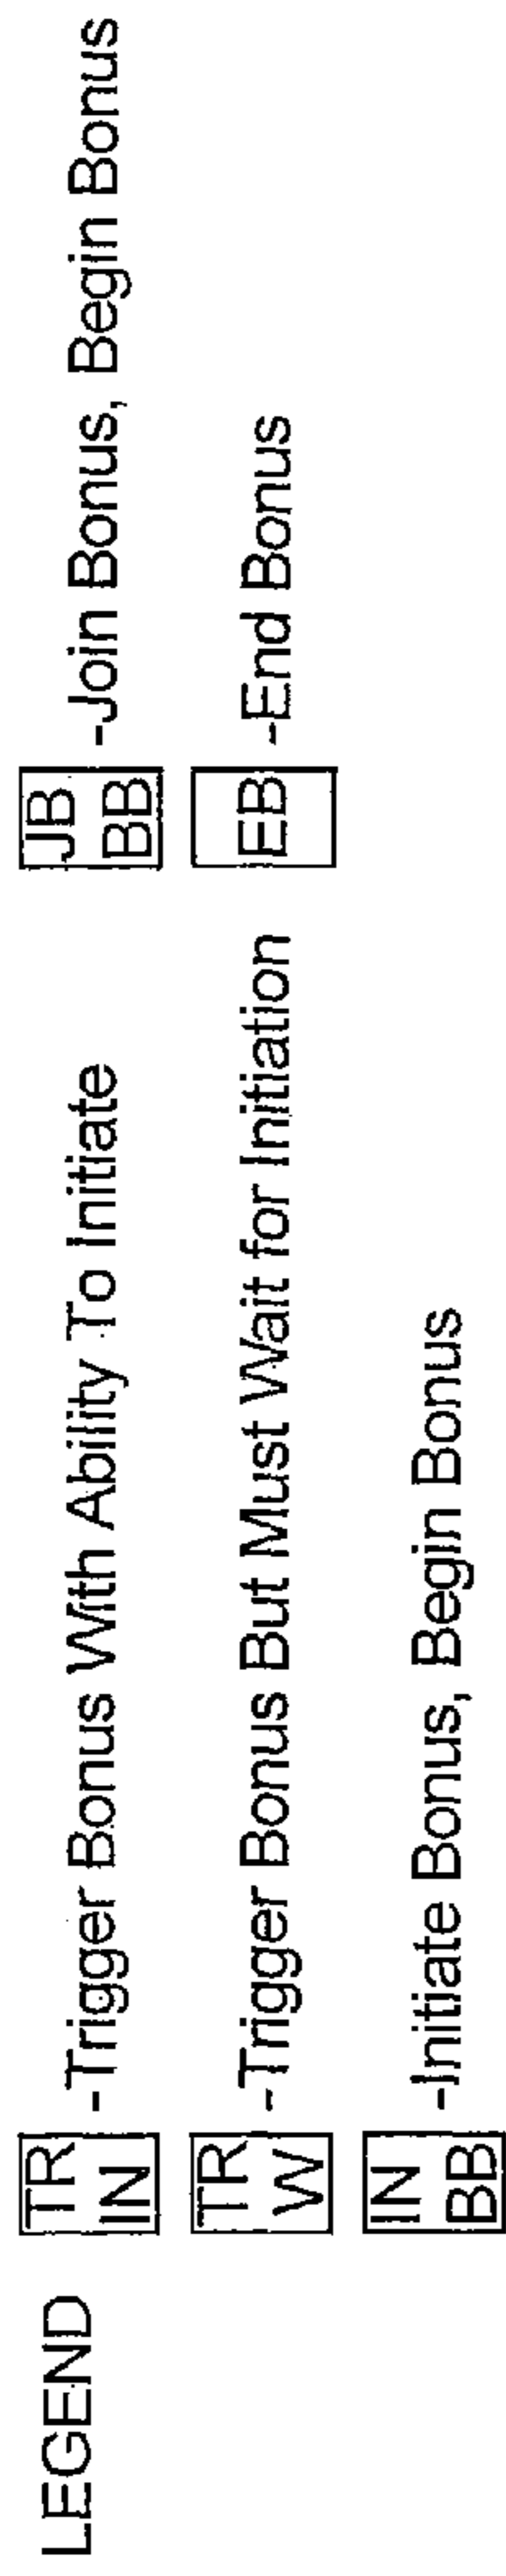 LEGEND
TR
IN
-Trigger Bonus With Ability To Initiate
TR
W
-Trigger Bonus But Must Wait for Initiation
IN
BB
-Initiate Bonus, Begin Bonus
JB
BB
-Join Bonus, Begin Bonus
EB
-End Bonus